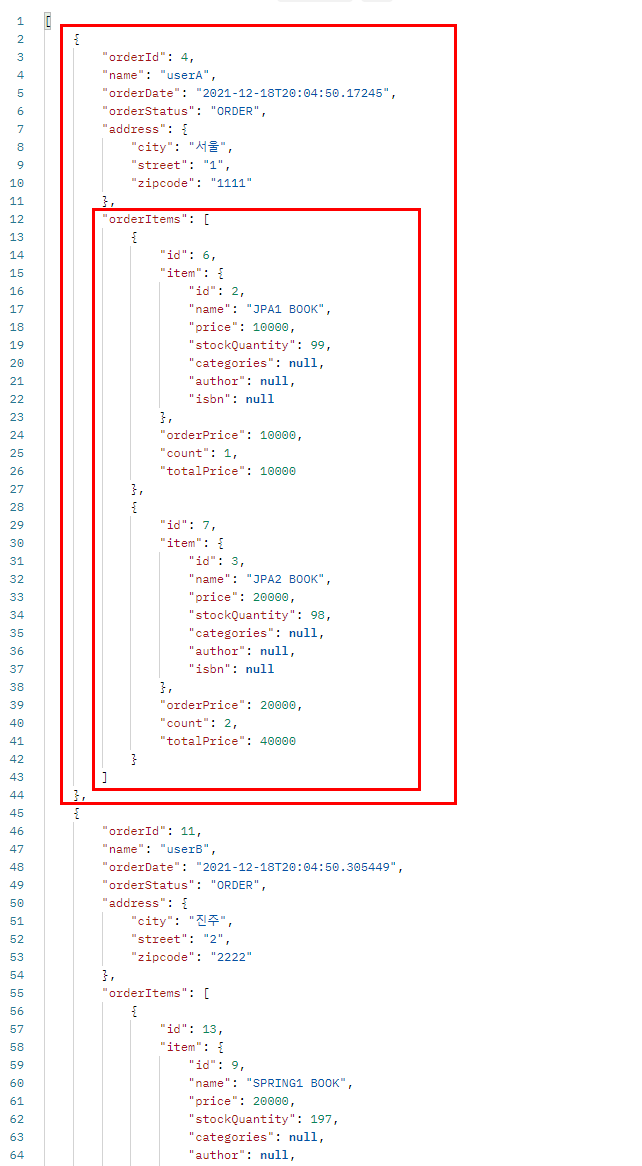 1 [
2 {
3 "orderId": 4,
4 "name": "userA",
5 "orderDate": "2021-12-18T20:04:50.17245",
6 "orderStatus": "ORDER",
7 "address": {
8 "city": "서울",
9 "street": "1",
10 "zipcode": "1111"
11 },
12 "orderItems": [
13 {
14 "id": 6,
15 "item": {
16 "id": 2,
17 "name": "JPA1 BOOK",
18 "price": 10000,
19 "stockQuantity": 99,
20 "categories": null,
21 "author": null,
22 "isbn": null
23 },
24 "orderPrice": 10000,
25 "count": 1,
26 "totalPrice": 10000
27 },
28 {
29 "id": 7,
30 "item": {
31 "id": 3,
32 "name": "JPA2 BOOK",
33 "price": 20000,
34 "stockQuantity": 98,
35 "categories": null,
36 "author": null,
37 "isbn": null
38 },
39 "orderPrice": 20000,
40 "count": 2,
41 "totalPrice": 40000
42 }
43 ]
44 },
45 {
46 "orderId": 11,
47 "name": "userB",
48 "orderDate": "2021-12-18T20:04:50.305449",
49 "orderStatus": "ORDER",
50 "address": {
51 "city": "진주",
52 "street": "2",
53 "zipcode": "2222"
54 },
55 "orderItems": [
56 {
57 "id": 13,
58 "item": {
59 "id": 9,
60 "name": "SPRING1 BOOK",
61 "price": 20000,
62 "stockQuantity": 197,
63 "categories": null,
64 "author": null,